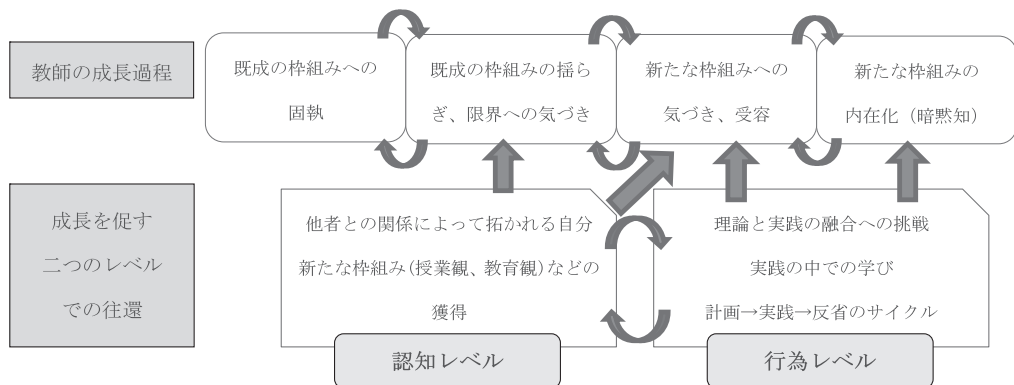 教師の成長過程
既成の枠組みへの
固執
既成の枠組みの揺ら
ぎ、限界への気づき
新たな枠組みへの
気づき、受容
新たな枠組みの
内在化（暗黙知）
成長を促す
二つのレベル
での往還
他者との関係によって拓かれる自分
新たな枠組み（授業観、教育観）などの
獲得
認知レベル
理論と実践の融合への挑戦
実践の中での学び
計画→実践→反省のサイクル
行為レベル